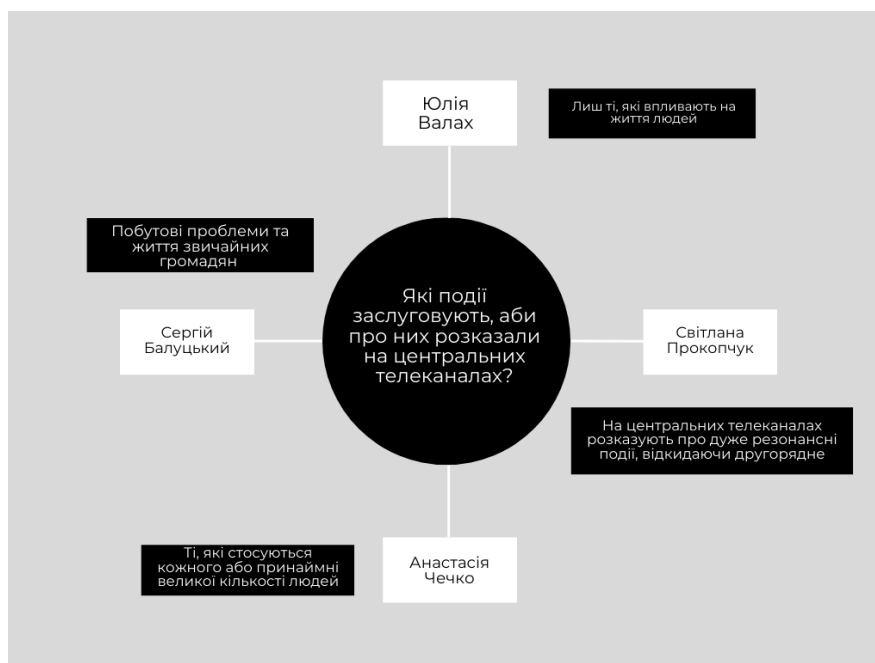 Юлія
Валах
Лиш ті, які впливають на
життя людей
Побутові проблеми та
життя звичайних
громадян
Які події
заслуговують, аби
про них розказали
на центральних
телеканалах?
Сергій
Балуцький
Світлана
Прокопчук
На центральних телеканалах
розказують про дуже резонансні
події, відкидаючи другорядне
Ті, які стосуються
кожного або принаймні
великої кількості людей
Анастасія
Чечко